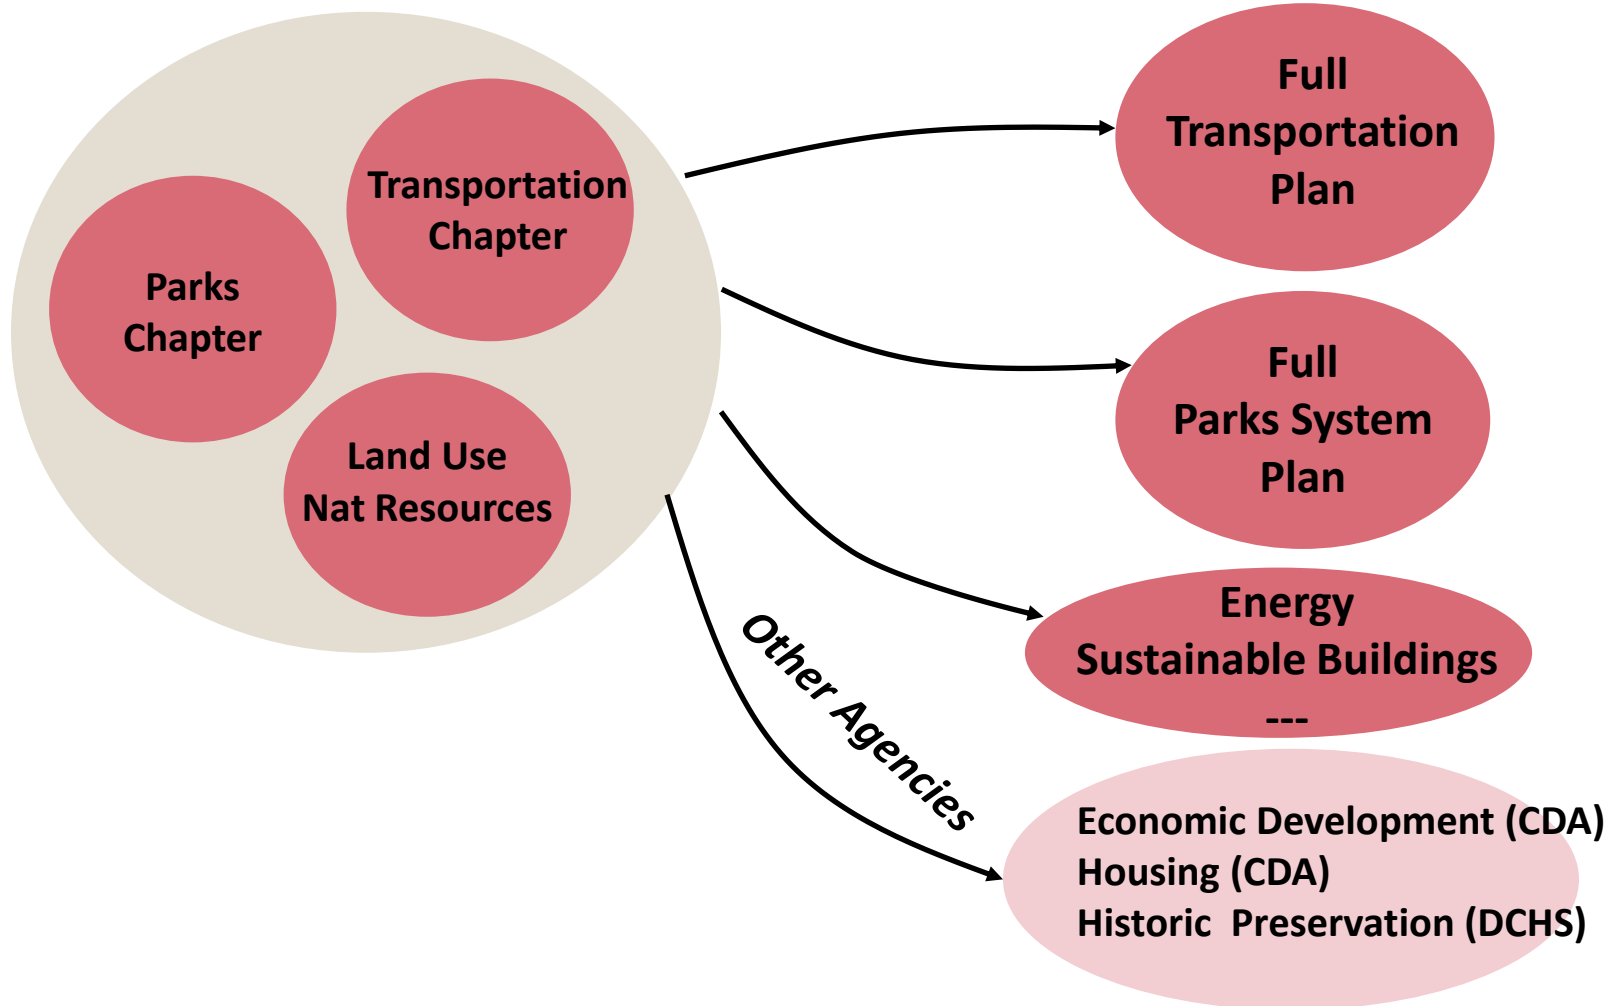 Transportation
Chapter
Parks
Chapter
Land Use
Nat Resources
Full
Transportation
Plan
Full
Parks System
Plan
Energy
Sustainable Buildings
---
Other Agencies
Economic Development (CDA)
Housing (CDA)
Historic  Preservation (DCHS)